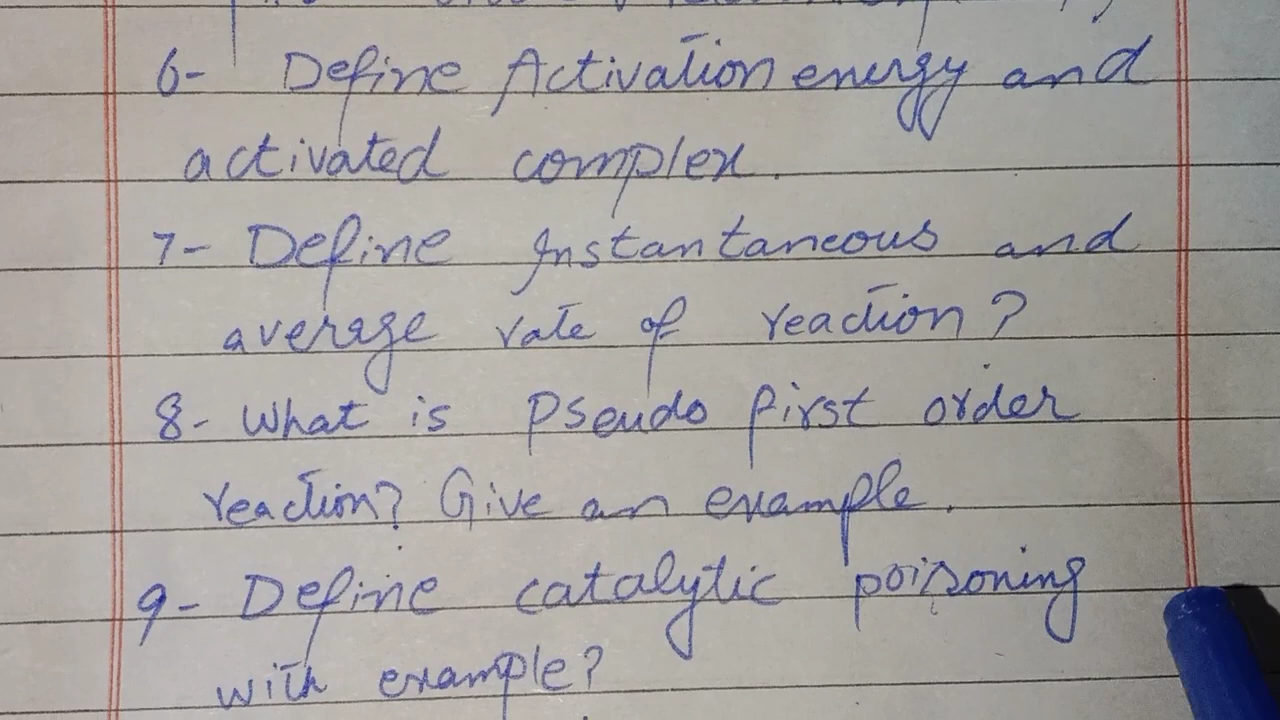 6- Define Activation energy and
activated complex.
7- Define Instantaneous and
average rate of reaction?
8- What is Pseudo first order
reaction? Give an example.
9- Define catalytic poisoning
with example?